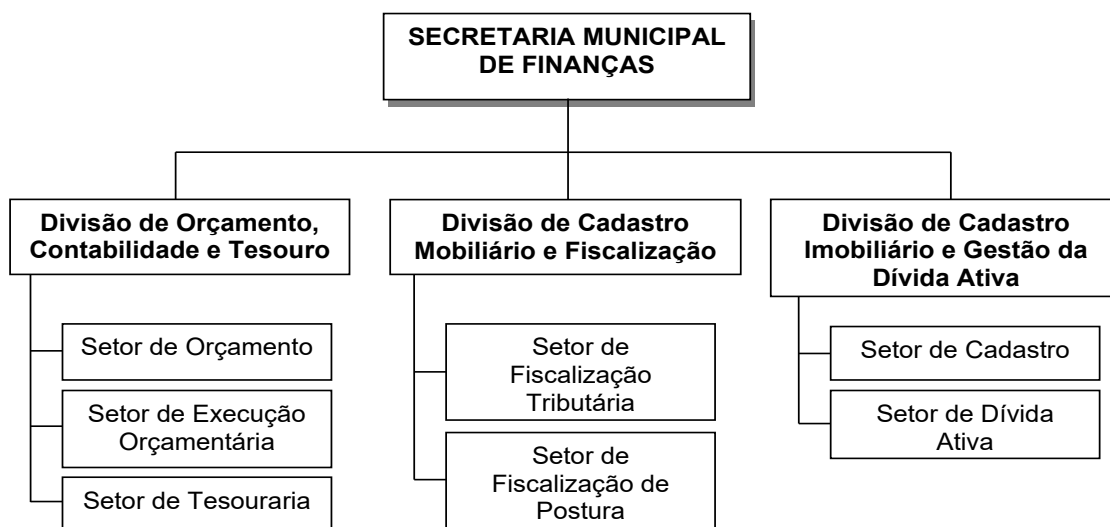 SECRETARIA MUNICIPAL
DE FINANÇAS
Divisão de Orçamento,
Contabilidade e Tesouro
Setor de Orçamento
Setor de Execução
Orçamentária
Setor de Tesouraria
Divisão de Cadastro
Mobiliário e Fiscalização
Setor de
Fiscalização
Tributária
Setor de
Fiscalização de
Postura
Divisão de Cadastro
Imobiliário e Gestão da
Dívida Ativa
Setor de Cadastro
Setor de Dívida
Ativa